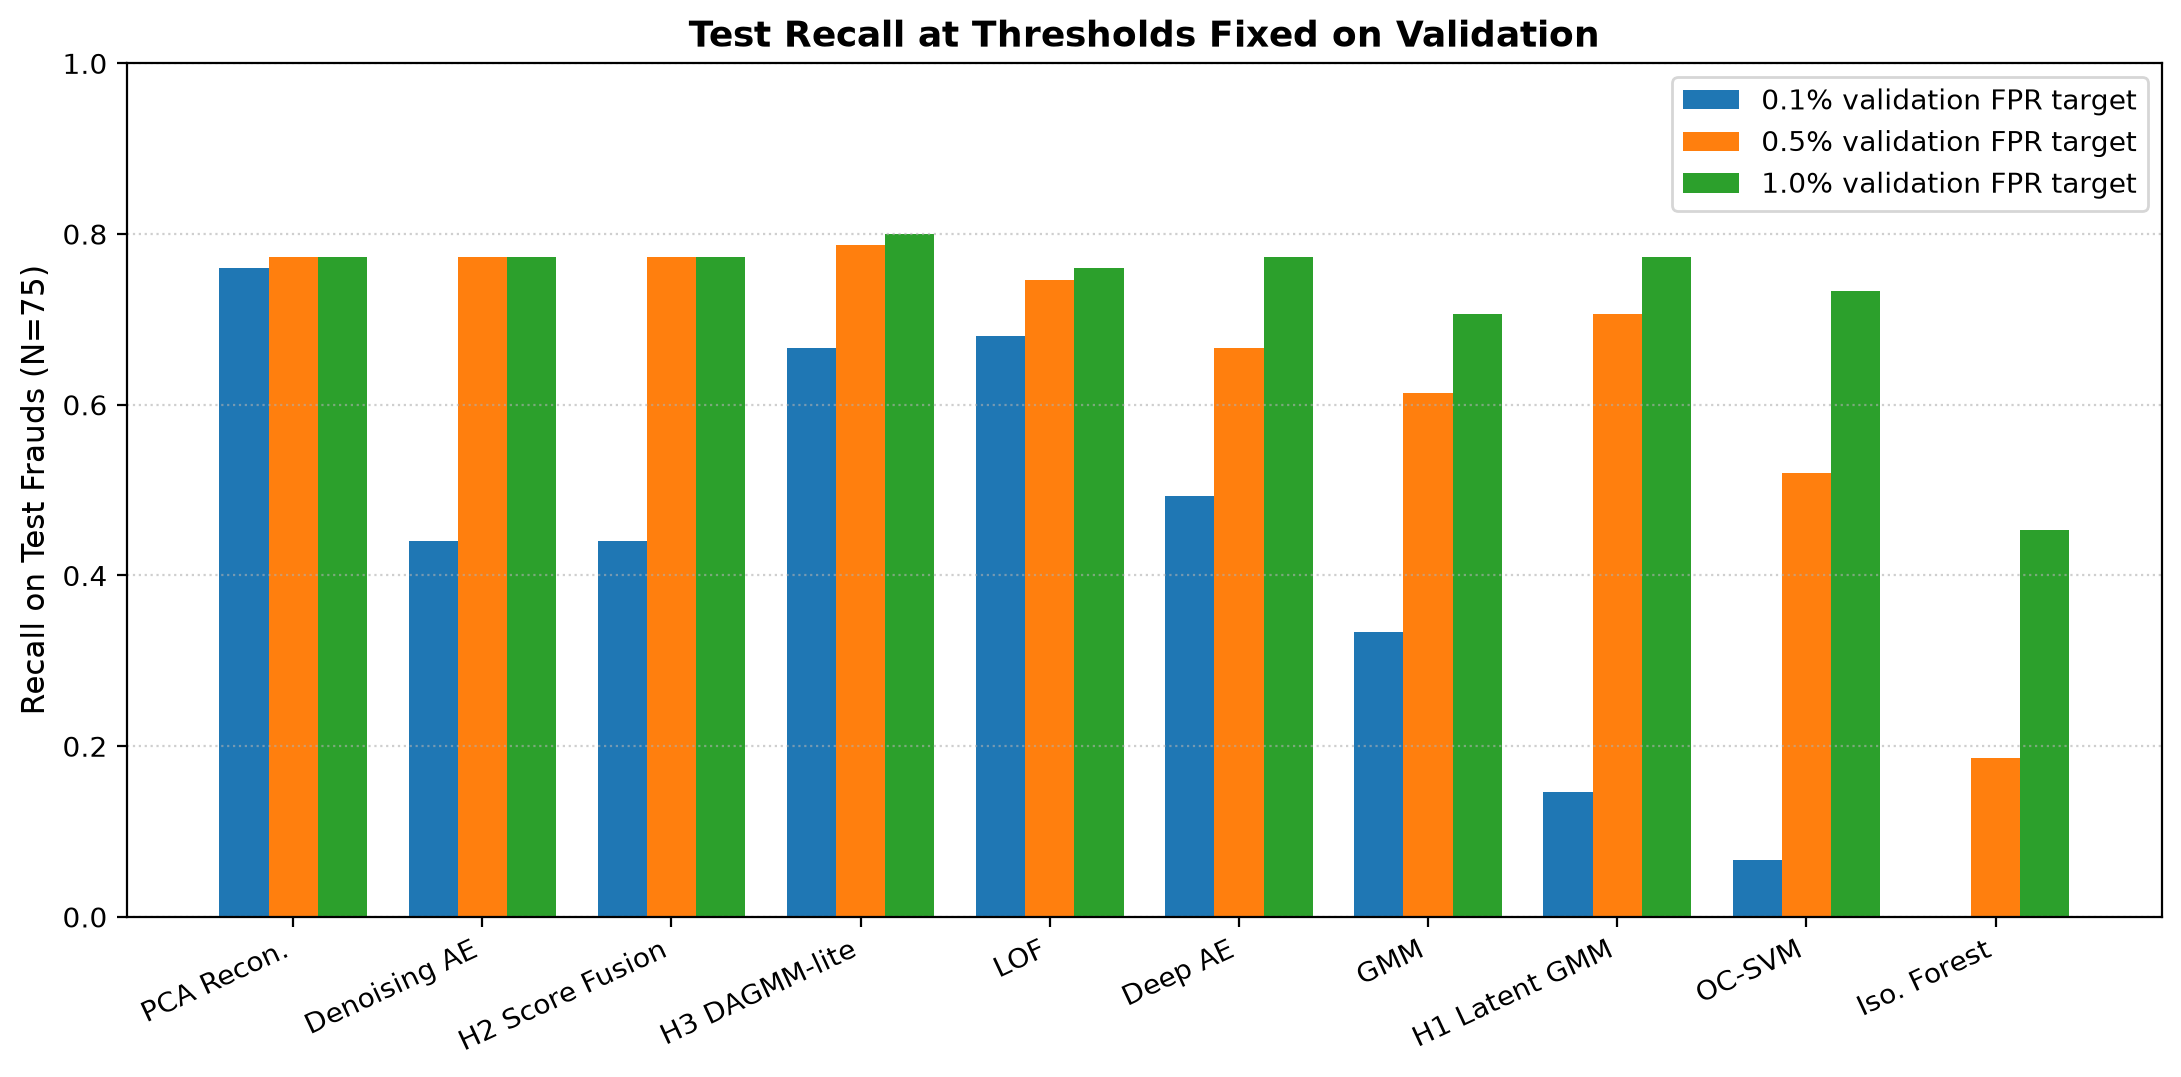 Test Recall at Thresholds Fixed on Validation
0.1% validation FPR target
0.5% validation FPR target
1.0% validation FPR target
Recall on Test Frauds (N=75)
1.0
0.8
0.6
0.4
0.2
0.0
PCA Recon.
Denoising AE
H2 Score Fusion
H3 DAGMM-lite
LOF
Deep AE
GMM
H1 Latent GMM
OC-SVM
Iso. Forest